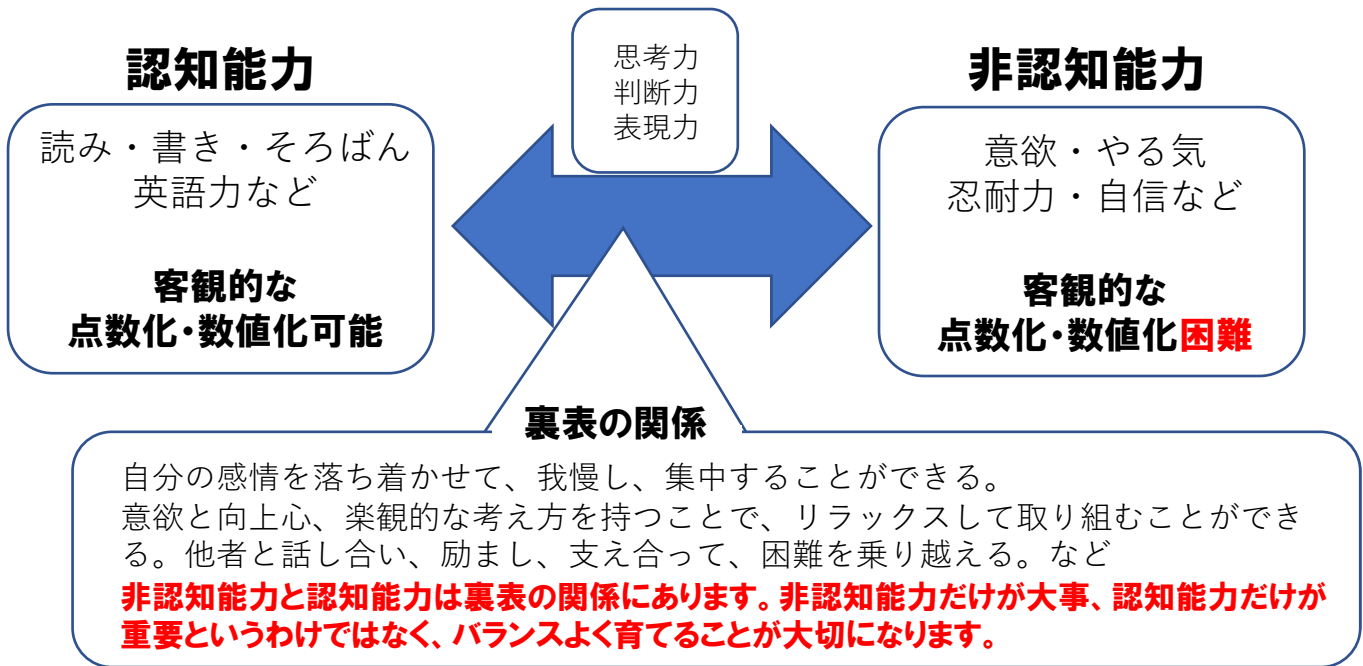 認知能力
読み・書き・そろばん
英語力など
客観的な
点数化・数値化可能
思考力
判断力
表現力
非認知能力
意欲・やる気
忍耐力・自信など
客観的な
点数化・数値化困難
裏表の関係
自分の感情を落ち着かせて、我慢し、集中することができる。
意欲と向上心、楽観的な考え方を持つことで、リラックスして取り組むことができ
る。他者と話し合い、励まし、支え合って、困難を乗り越える。など
非認知能力と認知能力は裏表の関係にあります。非認知能力だけが大事、認知能力だけが
重要というわけではなく、バランスよく育てることが大切になります。